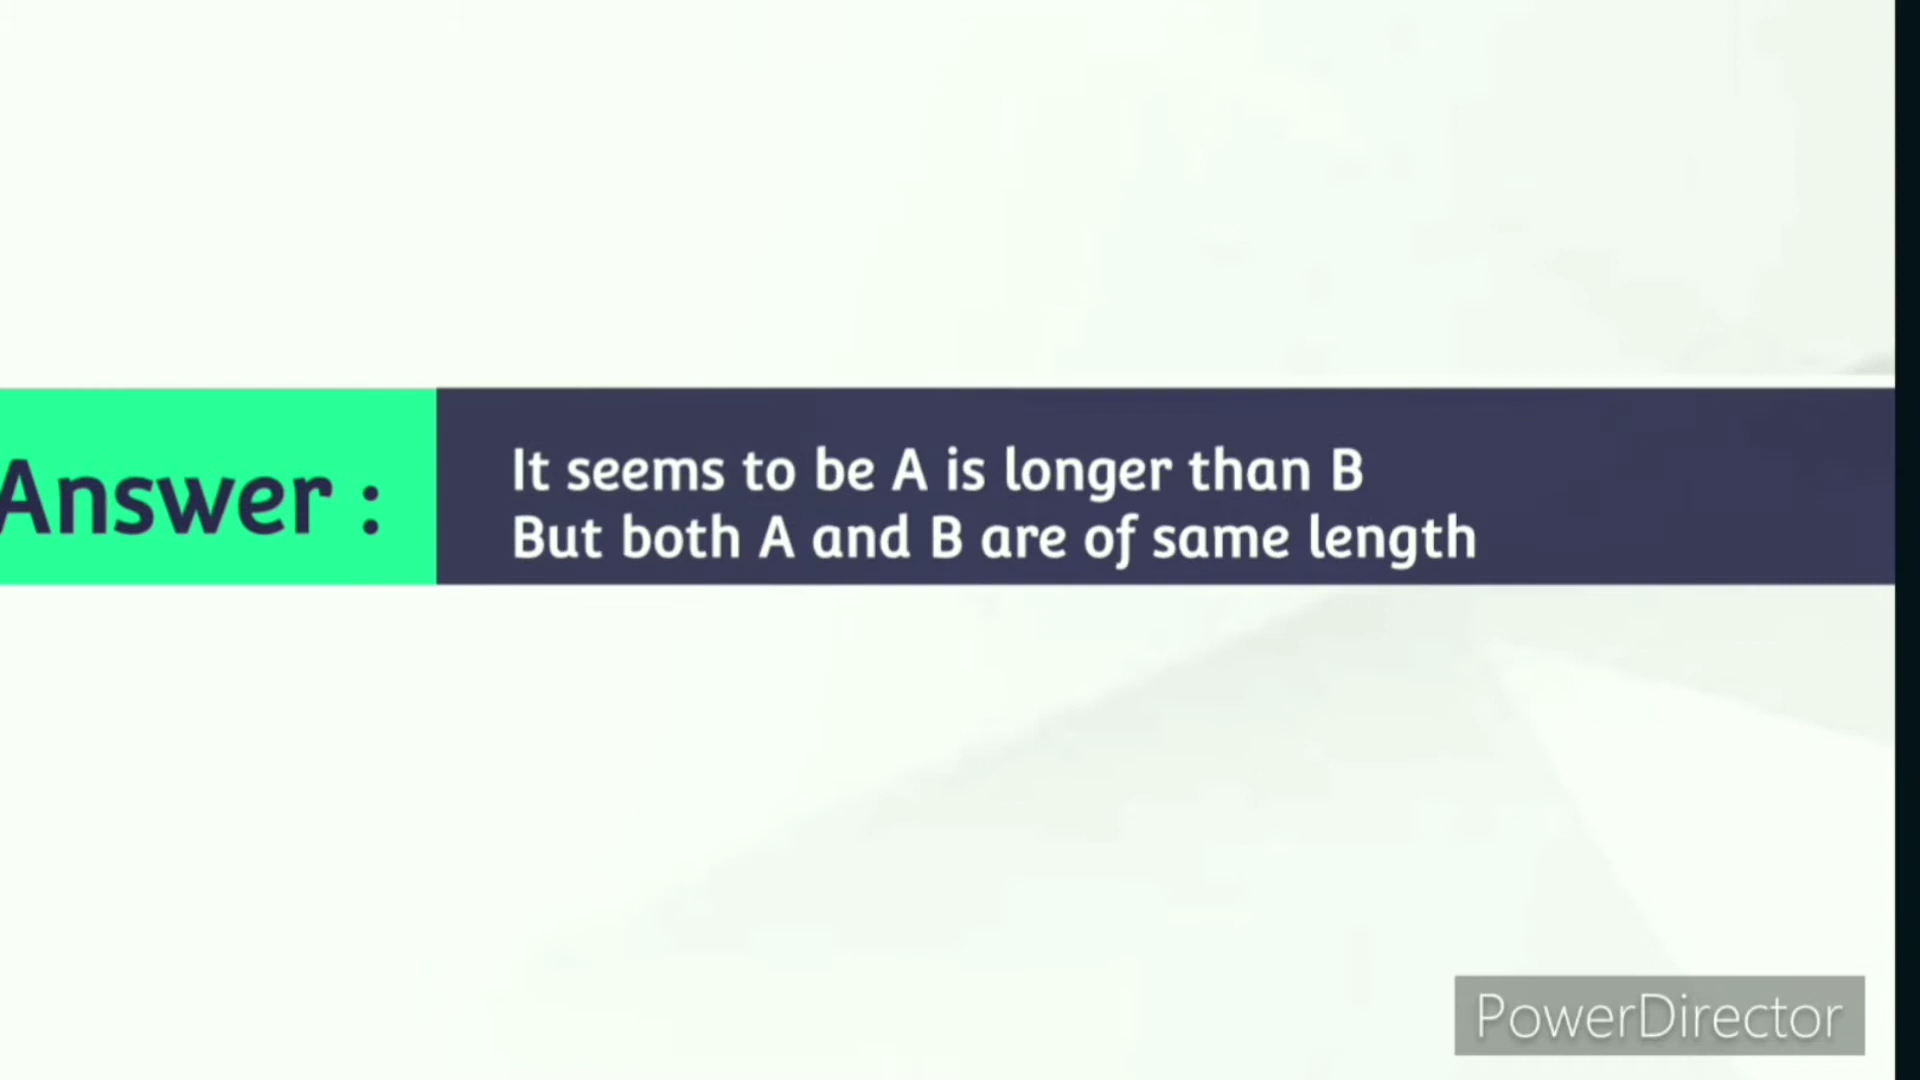 Answer :
It seems to be A is longer than B
But both A and B are of same length
PowerDirector